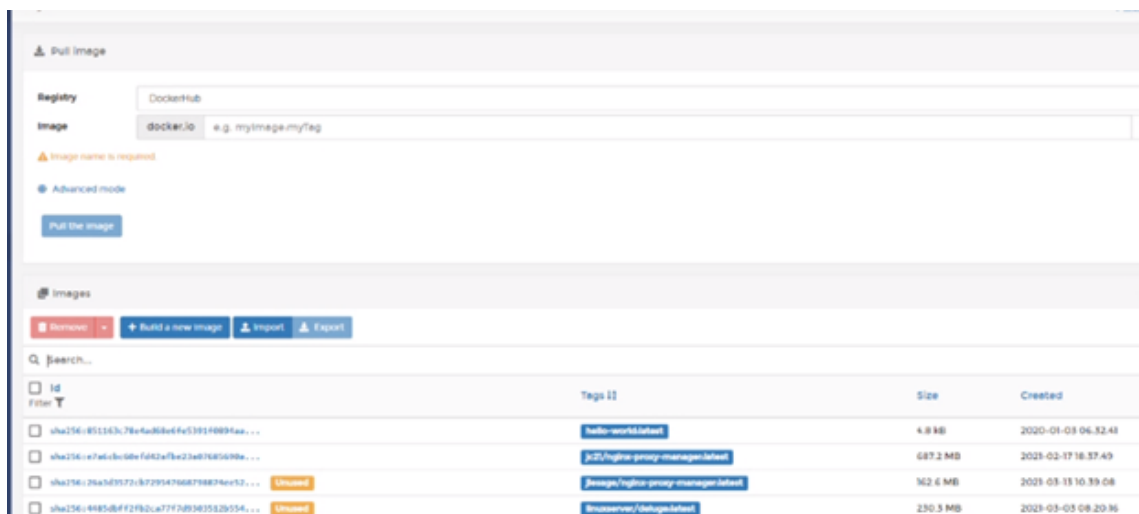 Pull image
Registry DockerHub
Image docker.io e.g. myImage:myTag
Image name is required.
Advanced mode
Pull the image
Images
Remove + Build a new image Import Export
Search...
Id Tags Size Created
Filter
hello-world:latest 4.8 kB 2020-01-03 06:32:41
jc21/nginx-proxy-manager:latest 687.2 MB 2021-02-17 18:37:49
Unused jlesage/nginx-proxy-manager:latest 162.6 MB 2021-03-13 10:39:08
Unused linuxserver/deluge:latest 230.3 MB 2021-03-03 08:20:16